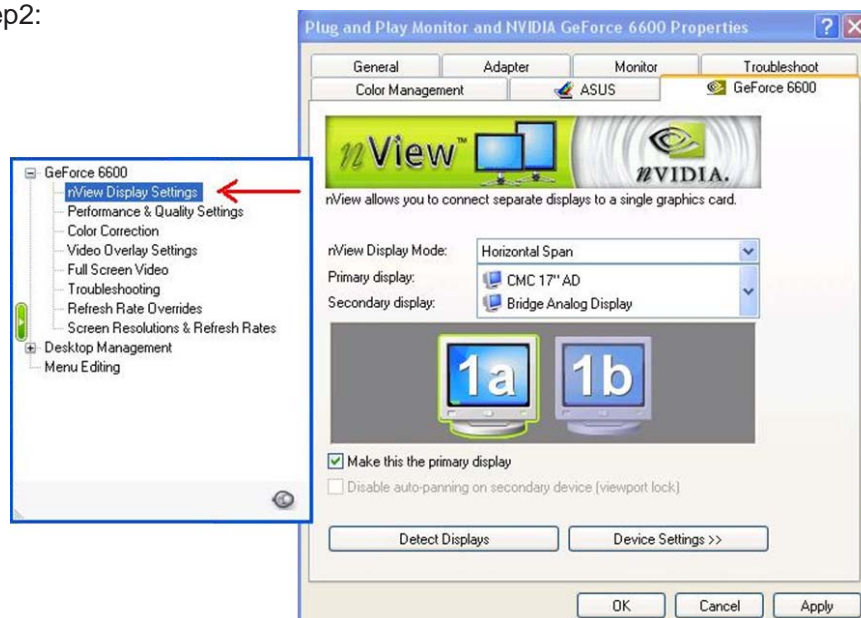 ep2:
Plug and Play Monitor and NVIDIA GeForce 6600 Properties
General Adapter Monitor Troubleshoot
Color Management ASUS GeForce 6600
nView™ NVIDIA.
nView allows you to connect separate displays to a single graphics card.
nView Display Mode: Horizontal Span
Primary display: CMC 17" AD
Secondary display: Bridge Analog Display
1a 1b
Make this the primary display
Disable auto-panning on secondary device (viewport lock)
Detect Displays Device Settings >>
OK Cancel Apply
GeForce 6600
nView Display Settings
Performance & Quality Settings
Color Correction
Video Overlay Settings
Full Screen Video
Troubleshooting
Refresh Rate Overrides
Screen Resolutions & Refresh Rates
Desktop Management
Menu Editing